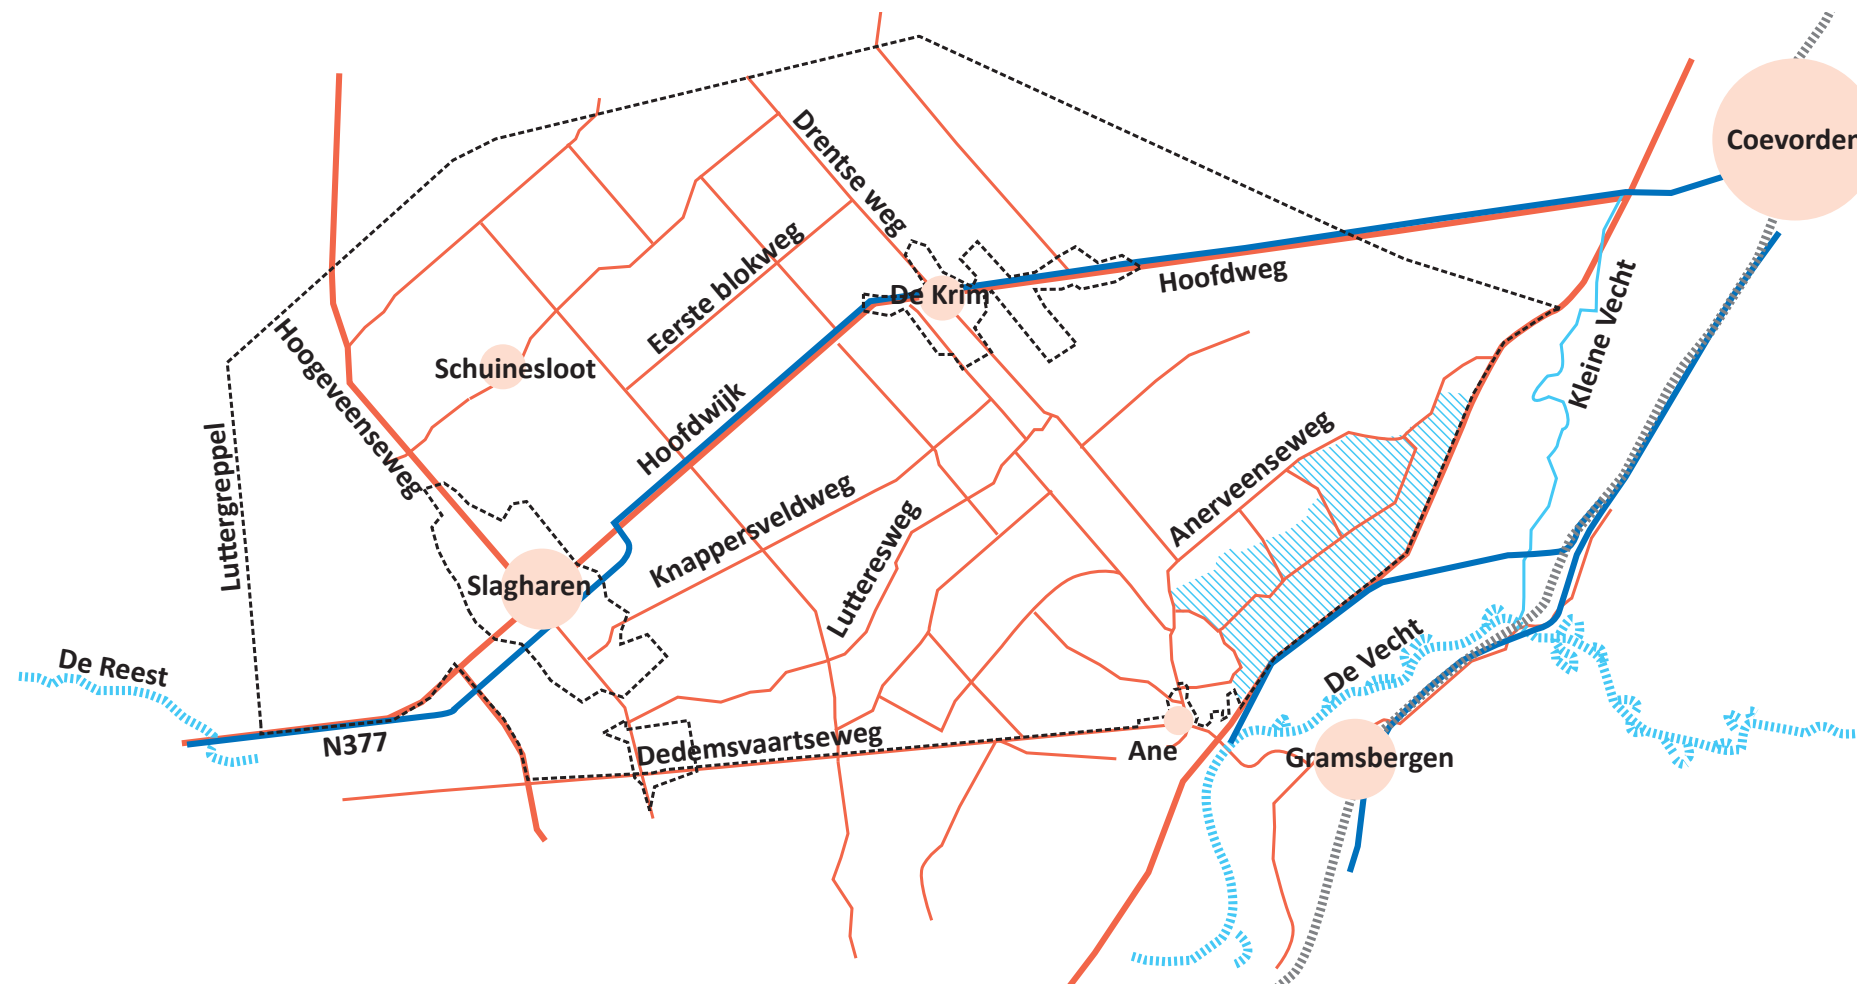 Coevorden
Drentse weg
Eerste blokweg
Hoofdweg
De Krim
Kleine Vecht
Hoogeveenseweg
Schuinesloot
Hoofdwijk
Luttergreppel
Anerveenseweg
Knappersveldweg
Lutteresweg
Slagharen
De Reest
De Vecht
N377
Dedemsvaartseweg
Ane
Gramsbergen